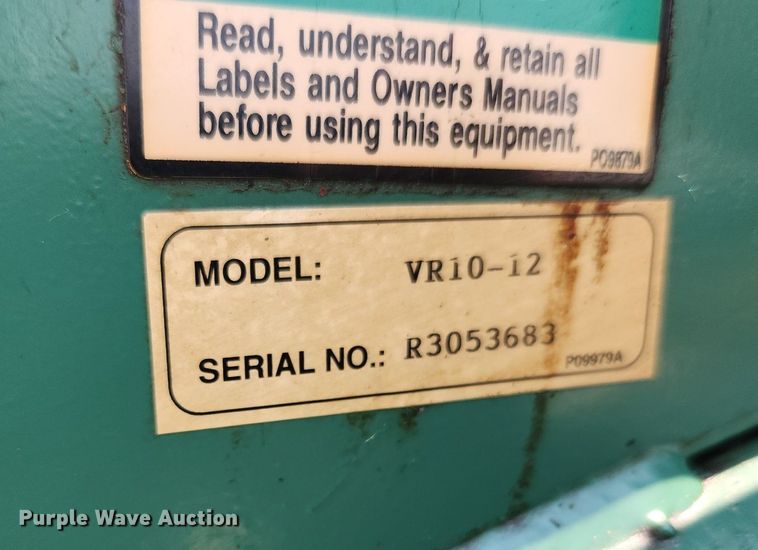 Read, understand, & retain all
Labels and Owners Manuals
before using this equipment.
P09879A
MODEL: VR10-12
SERIAL NO.: R3053683
P09979A
Purple Wave Auction